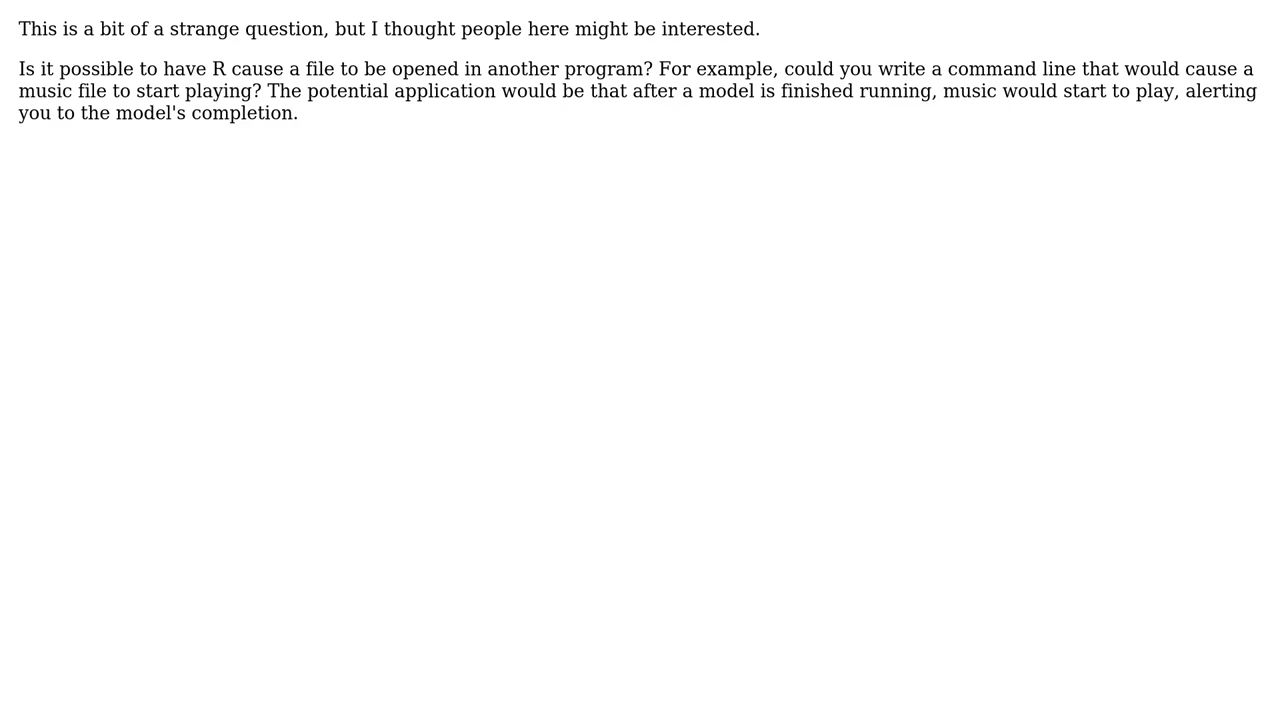 This is a bit of a strange question, but I thought people here might be interested.
Is it possible to have R cause a file to be opened in another program? For example, could you write a command line that would cause a
music file to start playing? The potential application would be that after a model is finished running, music would start to play, alerting
you to the model's completion.